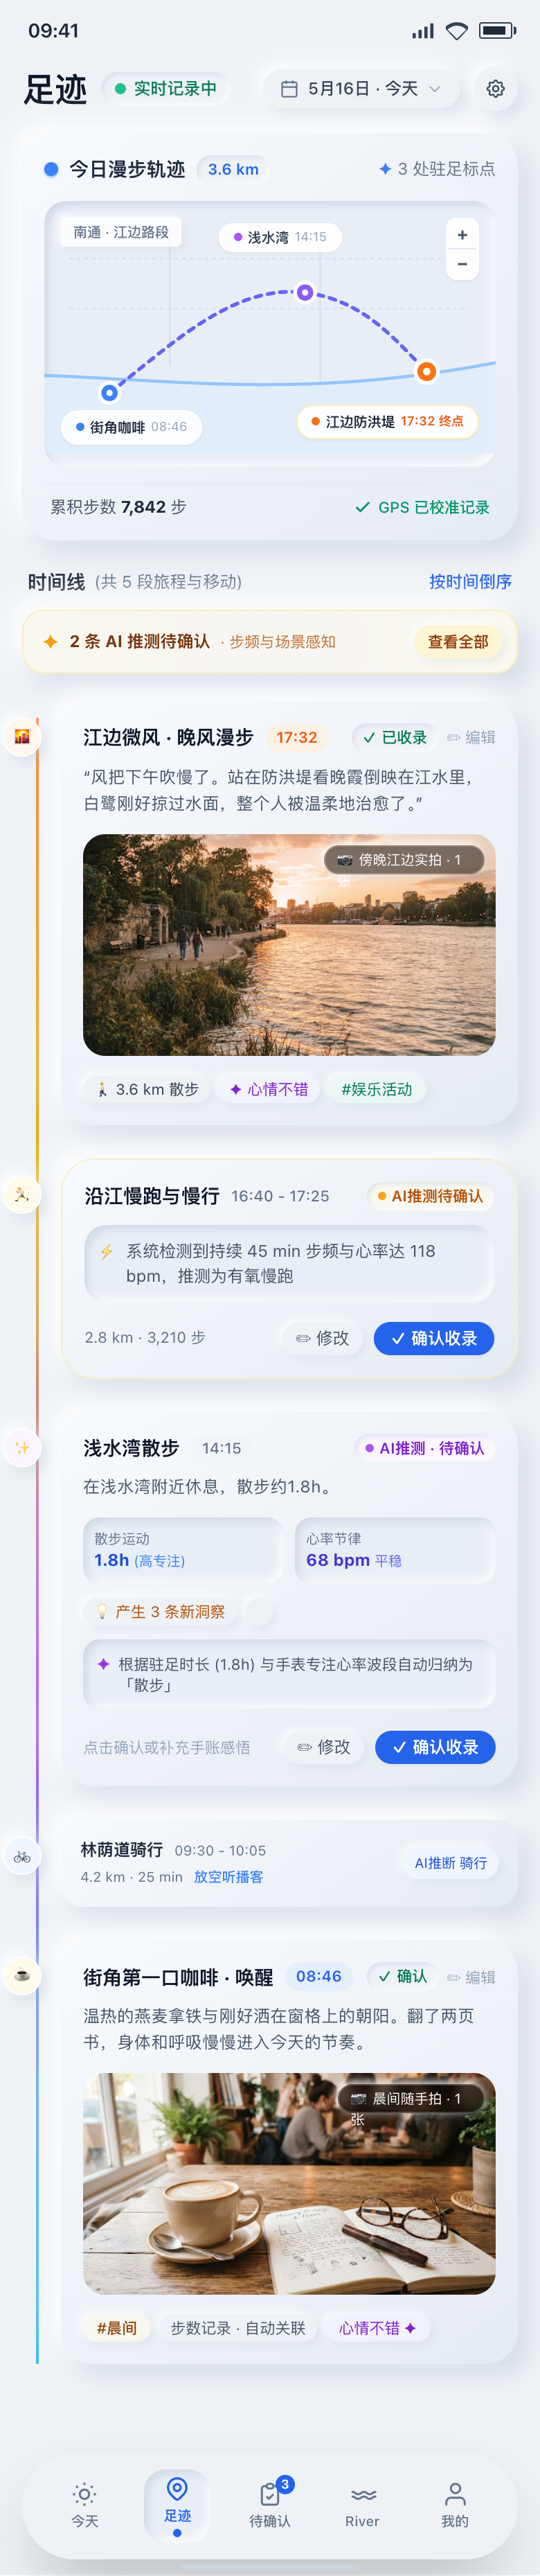 09:41
足迹 实时记录中 5月16日 · 今天
今日漫步轨迹 3.6 km ✦ 3 处驻足标点
南通 · 江边路段
浅水湾 14:15
+
−
街角咖啡 08:46
江边防洪堤 17:32 终点
累积步数 7,842 步 ✓ GPS 已校准记录
时间线 (共 5 段旅程与移动) 按时间倒序
✦ 2 条 AI 推测待确认 · 步频与场景感知 查看全部
江边微风 · 晚风漫步 17:32 ✓ 已收录 ✏ 编辑
“风把下午吹慢了。站在防洪堤看晚霞倒映在江水里，
白鹭刚好掠过水面，整个人被温柔地治愈了。”
📷 傍晚江边实拍 · 1
张
🚶 3.6 km 散步 ✦ 心情不错 #娱乐活动
沿江慢跑与慢行 16:40 - 17:25 AI推测待确认
⚡ 系统检测到持续 45 min 步频与心率达 118
bpm，推测为有氧慢跑
2.8 km · 3,210 步 ✏ 修改 ✓ 确认收录
浅水湾散步 14:15 AI推测 · 待确认
在浅水湾附近休息，散步约1.8h。
散步运动 心率节律
1.8h (高专注) 68 bpm 平稳
💡 产生 3 条新洞察
✦ 根据驻足时长 (1.8h) 与手表专注心率波段自动归纳为
「散步」
点击确认或补充手账感悟 ✏ 修改 ✓ 确认收录
林荫道骑行 09:30 - 10:05
4.2 km · 25 min 放空听播客
AI推断 骑行
街角第一口咖啡 · 唤醒 08:46 ✓ 确认 ✏ 编辑
温热的燕麦拿铁与刚好洒在窗格上的朝阳。翻了两页
书，身体和呼吸慢慢进入今天的节奏。
📷 晨间随手拍 · 1
张
#晨间 步数记录 · 自动关联 心情不错 ✦
3
今天 足迹 待确认 River 我的